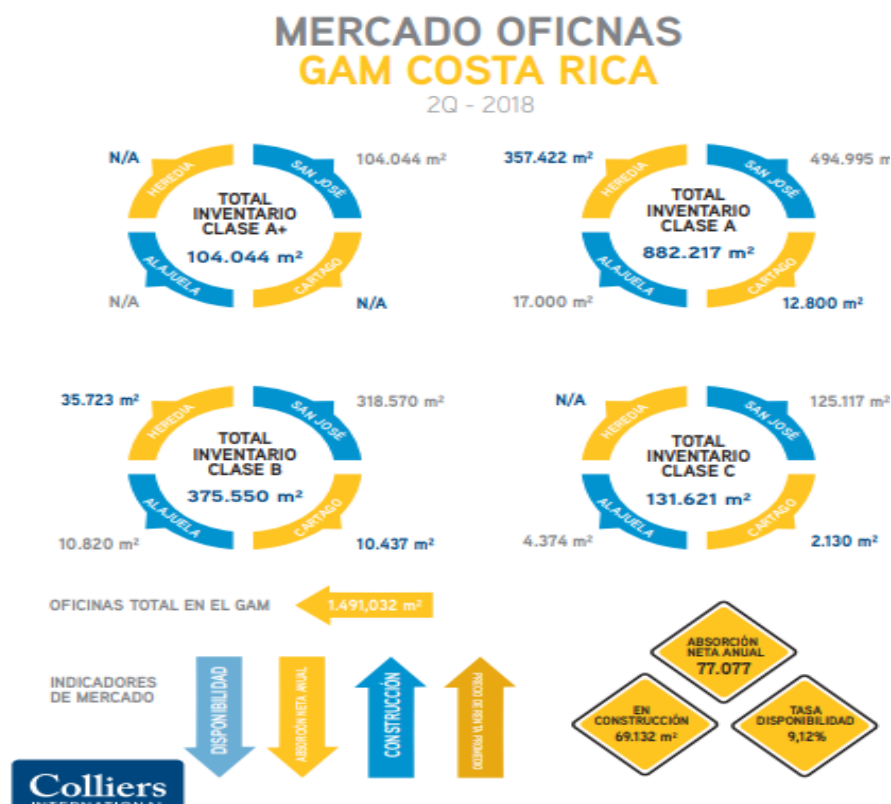 MERCADO OFICNAS
GAM COSTA RICA
2Q - 2018
N/A
HEREDIA
SAN JOSÉ
104.044 m²
TOTAL
INVENTARIO
CLASE A+
104.044 m²
N/A
ALAJUELA
CARTAGO
N/A
357.422 m²
HEREDIA
SAN JOSÉ
494.995 m
TOTAL
INVENTARIO
CLASE A
882.217 m²
17.000 m²
ALAJUELA
CARTAGO
12.800 m²
35.723 m²
HEREDIA
SAN JOSÉ
318.570 m²
TOTAL
INVENTARIO
CLASE B
375.550 m²
10.820 m²
ALAJUELA
CARTAGO
10.437 m²
N/A
HEREDIA
SAN JOSÉ
125.117 m²
TOTAL
INVENTARIO
CLASE C
131.621 m²
4.374 m²
ALAJUELA
CARTAGO
2.130 m²
OFICINAS TOTAL EN EL GAM
1.491,032 m²
INDICADORES
DE MERCADO
DISPONIBILIDAD
ABSORCIÓN NETA ANUAL
CONSTRUCCIÓN
PRECIO DE RENTA PROMEDIO
ABSORCIÓN
NETA ANUAL
77.077
EN
CONSTRUCCIÓN
69.132 m²
TASA
DISPONIBILIDAD
9,12%
Colliers
INTERNATIONAL